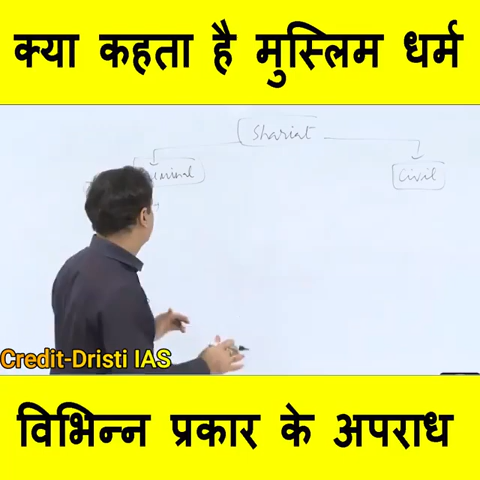 क्या कहता है मुस्लिम धर्म
Shariat
Civil
Credit-Dristi IAS
विभिन्न प्रकार के अपराध